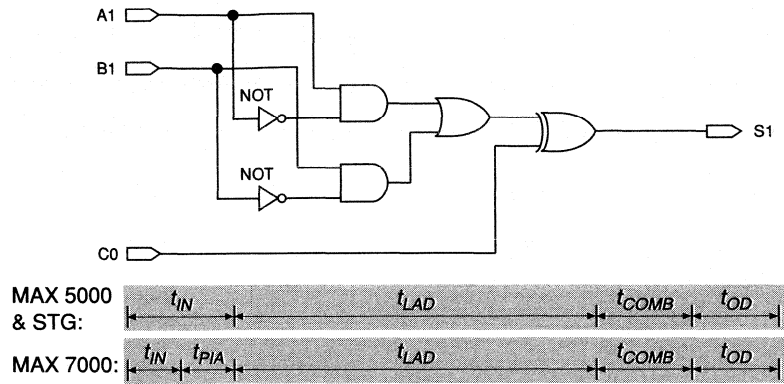 A1
B1
NOT
NOT
S1
C0
MAX 5000 & STG: tIN tLAD tCOMB tOD
MAX 7000: tIN tPIA tLAD tCOMB tOD